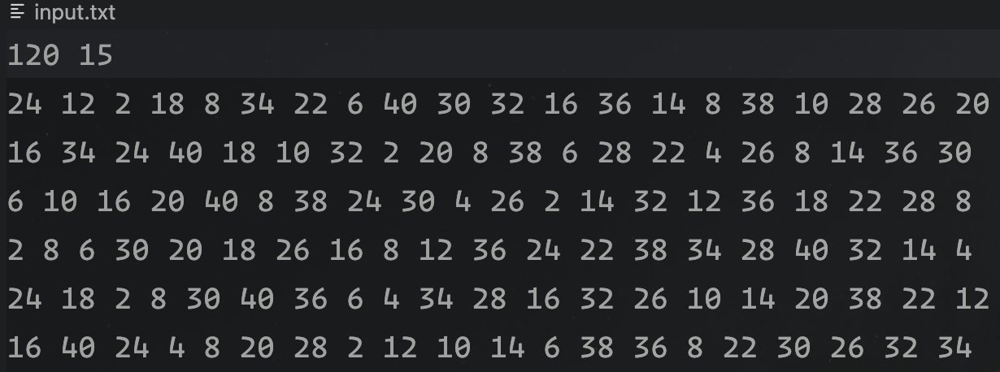 input.txt
120 15
24 12 2 18 8 34 22 6 40 30 32 16 36 14 8 38 10 28 26 20
16 34 24 40 18 10 32 2 20 8 38 6 28 22 4 26 8 14 36 30
6 10 16 20 40 8 38 24 30 4 26 2 14 32 12 36 18 22 28 8
2 8 6 30 20 18 26 16 8 12 36 24 22 38 34 28 40 32 14 4
24 18 2 8 30 40 36 6 4 34 28 16 32 26 10 14 20 38 22 12
16 40 24 4 8 20 28 2 12 10 14 6 38 36 8 22 30 26 32 34